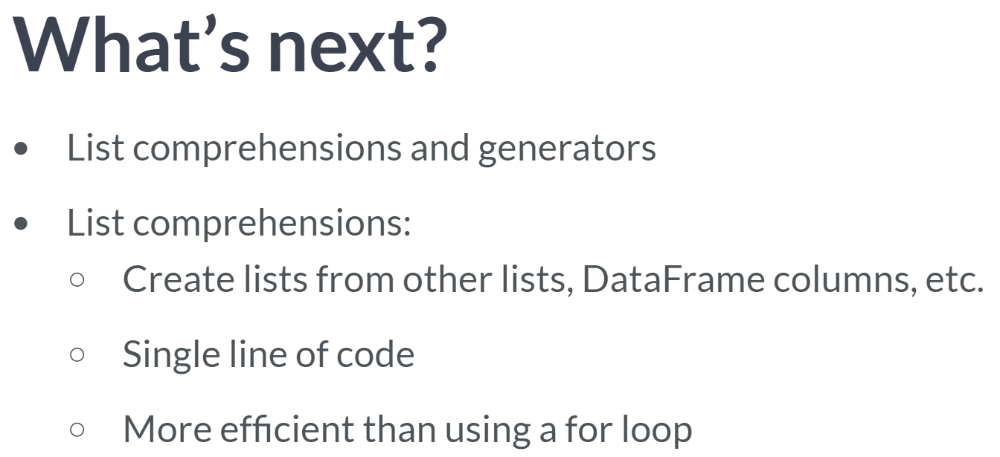 What’s next?
• List comprehensions and generators
• List comprehensions:
○ Create lists from other lists, DataFrame columns, etc.
○ Single line of code
○ More efficient than using a for loop